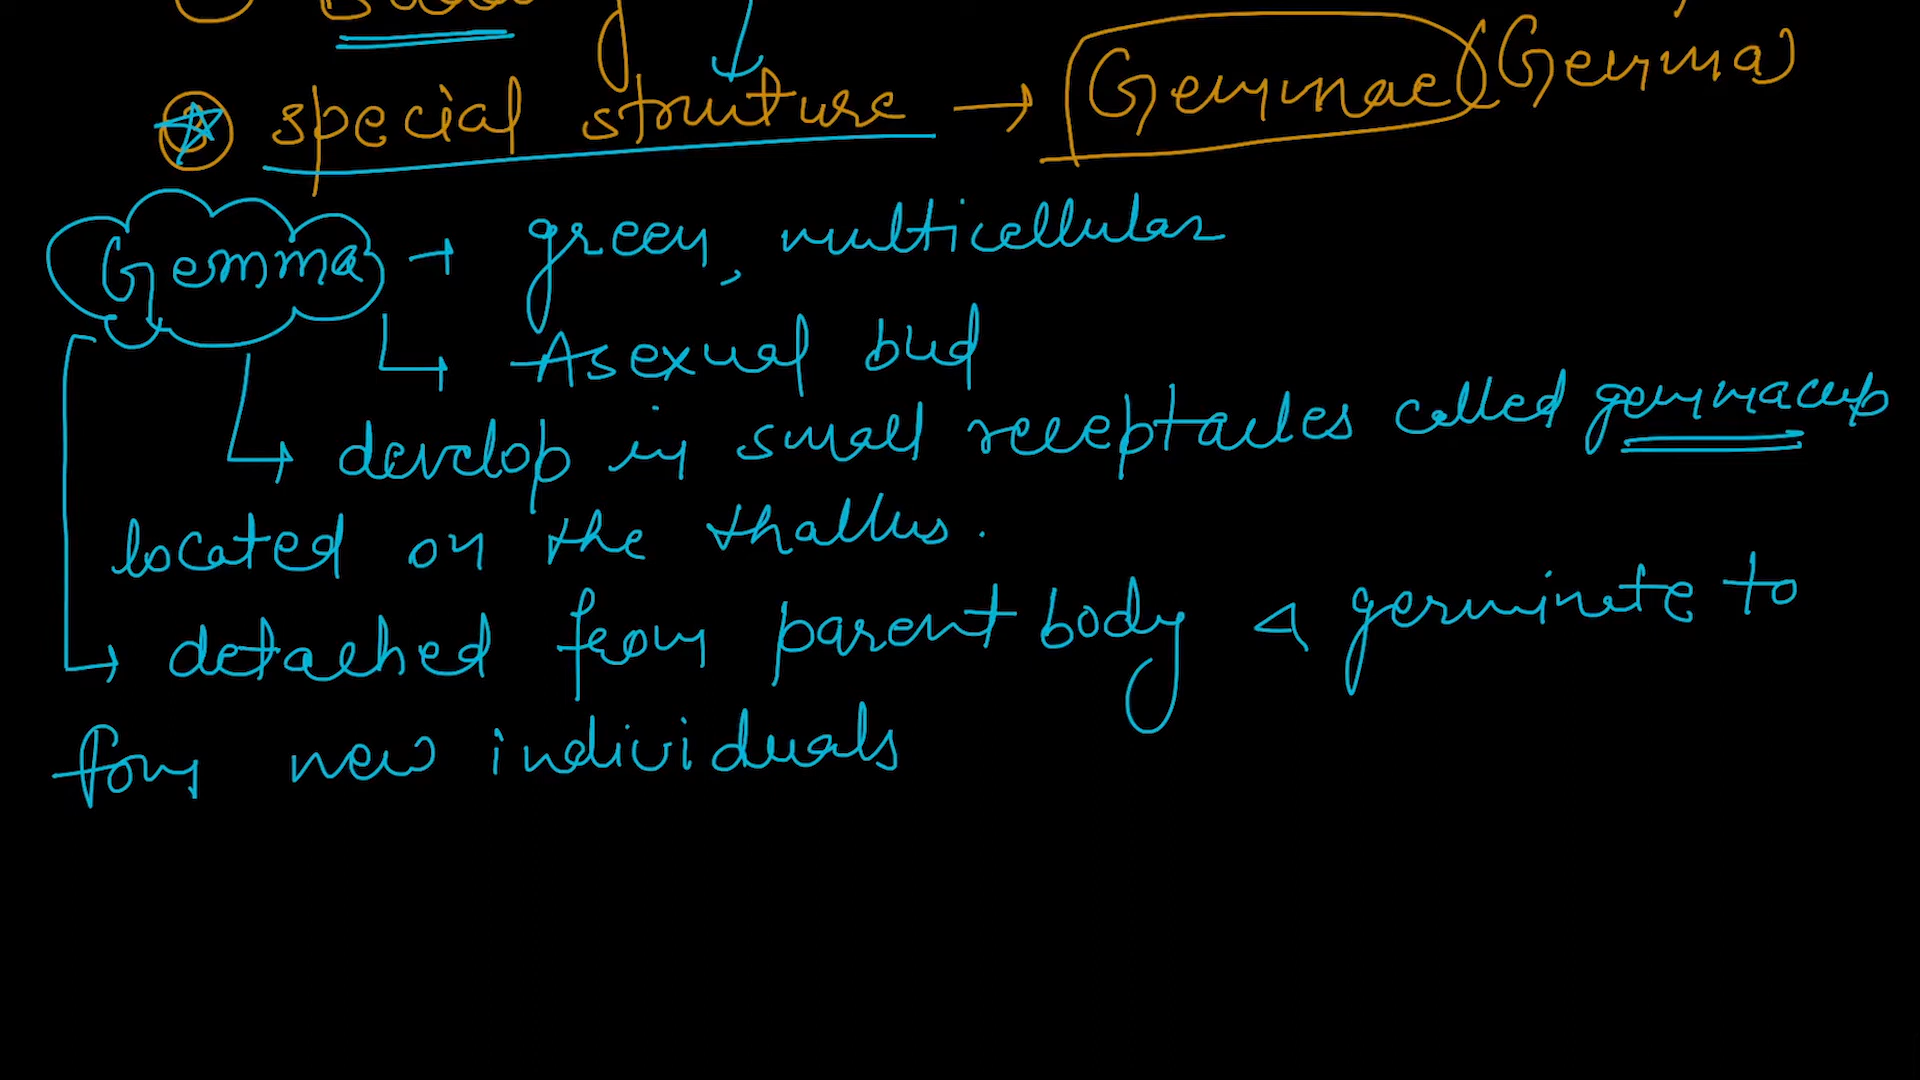 special structure → Gemmae (Gemma)
Gemma → green, multicellular
↳ Asexual bud
↳ develop in small receptacles called gemmacup
located on the thallus.
↳ detached from parent body & germinate to
form new individuals